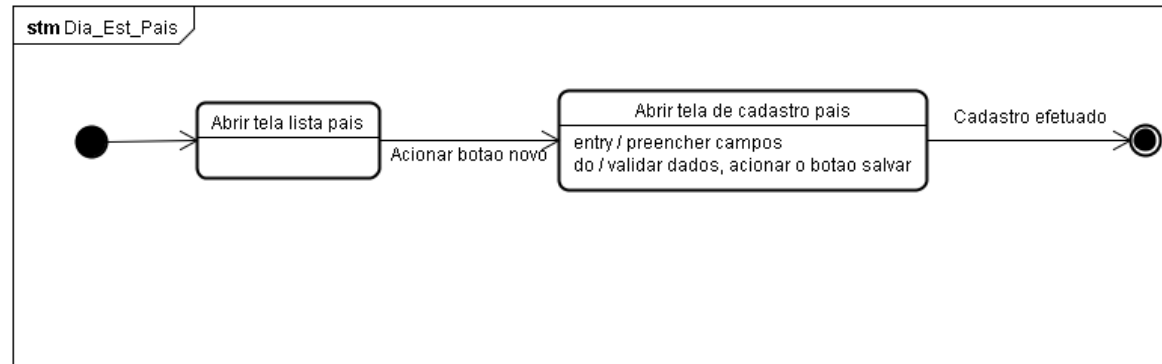 stm Dia_Est_Pais
Abrir tela lista pais
Acionar botao novo
Abrir tela de cadastro pais
entry / preencher campos
do / validar dados, acionar o botao salvar
Cadastro efetuado